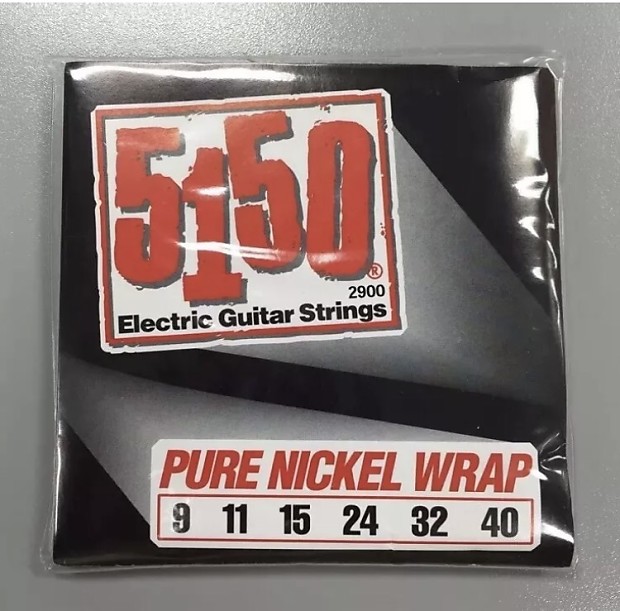 5150®
2900
Electric Guitar Strings
PURE NICKEL WRAP
9 11 15 24 32 40